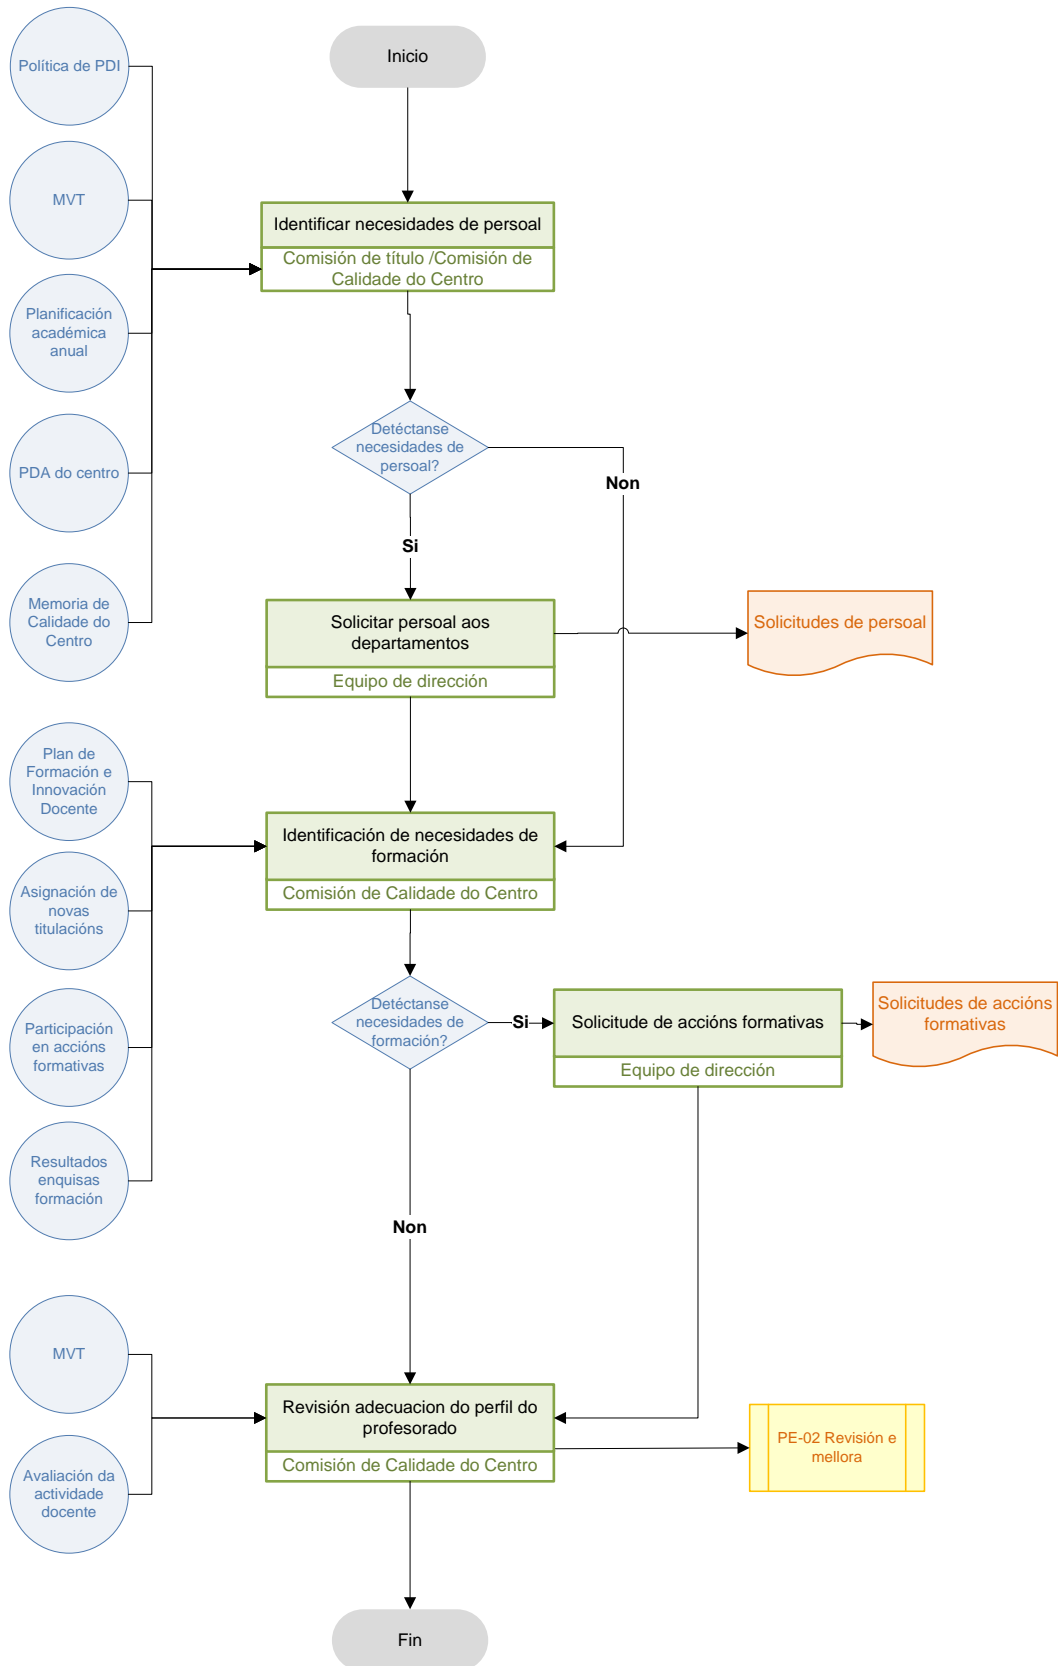 Política de PDI
Inicio
MVT
Identificar necesidades de persoal
Comisión de título /Comisión de
Calidade do Centro
Planificación
académica
anual
Detéctanse
necesidades de
persoal?
PDA do centro
Non
Si
Memoria de
Calidade do
Centro
Solicitar persoal aos
departamentos
Equipo de dirección
Solicitudes de persoal
Plan de
Formación e
Innovación
Docente
Identificación de necesidades de
formación
Comisión de Calidade do Centro
Asignación de
novas
titulacións
Detéctanse
necesidades de
formación?
Si
Solicitude de accións formativas
Equipo de dirección
Solicitudes de accións
formativas
Participación
en accións
formativas
Resultados
enquisas
formación
Non
MVT
Revisión adecuacion do perfil do
profesorado
Comisión de Calidade do Centro
PE-02 Revisión e
mellora
Avaliación da
actividade
docente
Fin